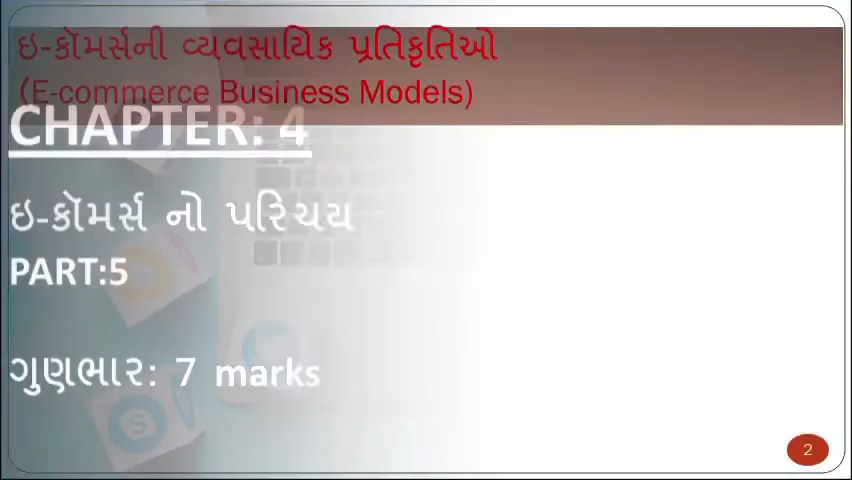 ઇ-કૉમર્સની વ્યવસાયિક પ્રતિકૃતિઓ
(E-commerce Business Models)
CHAPTER: 4
ઇ-કૉમર્સ નો પરિચય
PART:5
ગુણભાર: 7 marks
2